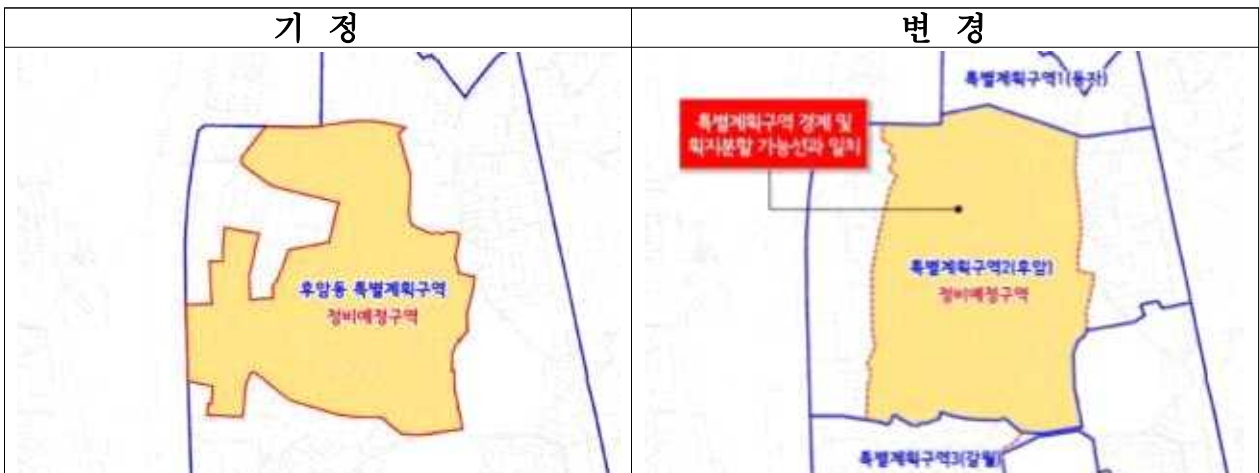 기 정
변 경
특별계획구역1(동자)
특별계획구역 경계 및
획지분할 가능선과 일치
후암동 특별계획구역
정비예정구역
특별계획구역2(후암)
정비예정구역
특별계획구역3(갈월)